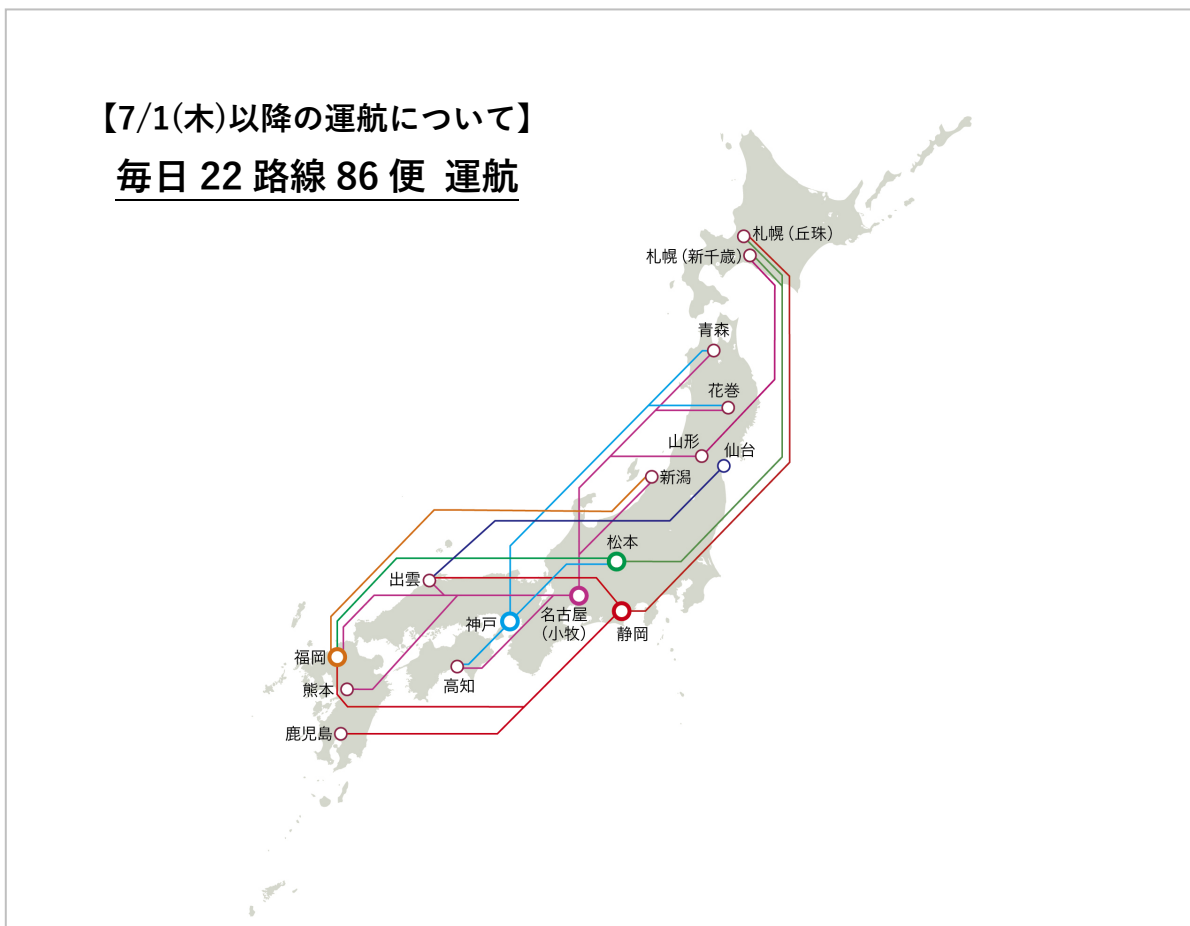 【7/1(木)以降の運航について】
毎日 22 路線 86 便 運航
札幌 (丘珠)
札幌 (新千歳)
青森
花巻
山形
仙台
新潟
松本
出雲
神戸
名古屋
(小牧)
静岡
福岡
高知
熊本
鹿児島